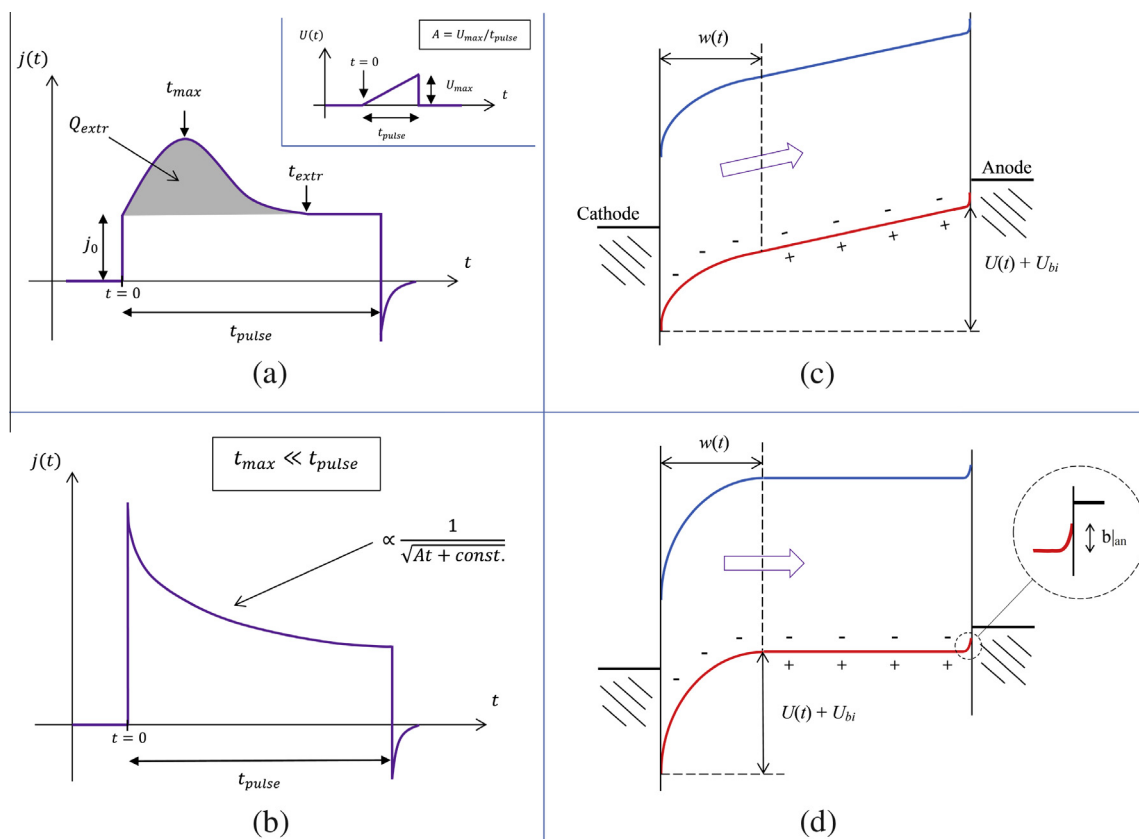 j(t)
t_max
Q_extr
t_extr
j_0
t = 0
t
t_pulse
(a)
U(t)
A = U_max/t_pulse
t = 0
U_max
t
t_pulse
w(t)
Anode
Cathode
- - - - - - -
+ + + +
U(t) + U_bi
(c)
j(t)
t_max ≪ t_pulse
∝ 1/√(At + const.)
t
t = 0
t_pulse
(b)
w(t)
b|an
- - - - - -
+ + + +
U(t) + U_bi
(d)